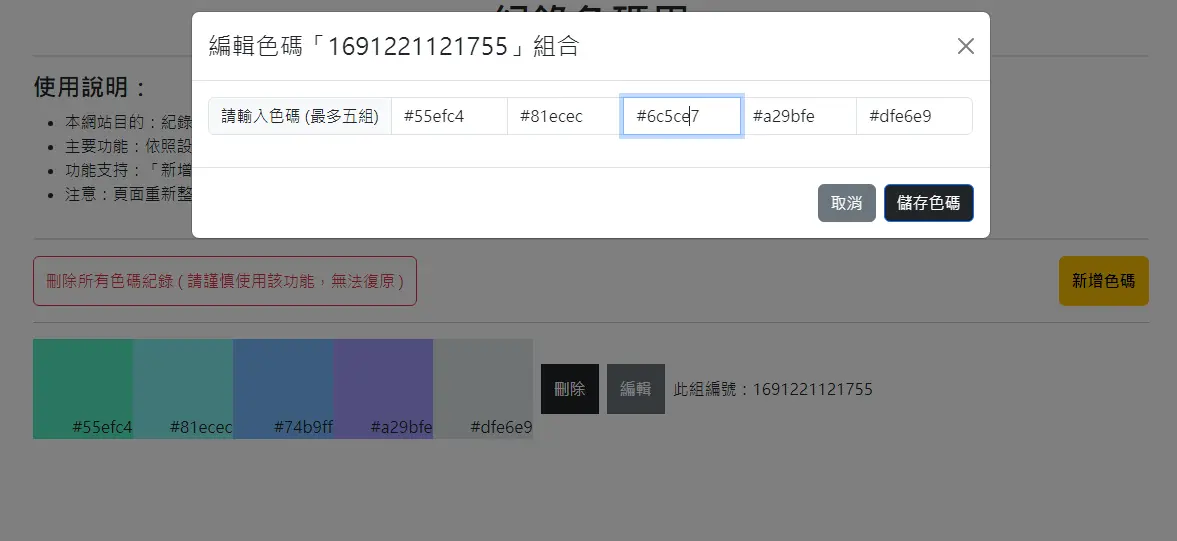 編輯色碼「1691221121755」組合
請輸入色碼 (最多五組) #55efc4 #81ecec #6c5ce7 #a29bfe #dfe6e9
取消 儲存色碼
使用說明：
本網站目的：紀錄
主要功能：依照設
功能支持：「新增
注意：頁面重新整
刪除所有色碼紀錄 ( 請謹慎使用該功能，無法復原 ) 新增色碼
#55efc4 #81ecec #74b9ff #a29bfe #dfe6e9 刪除 編輯 此組編號：1691221121755